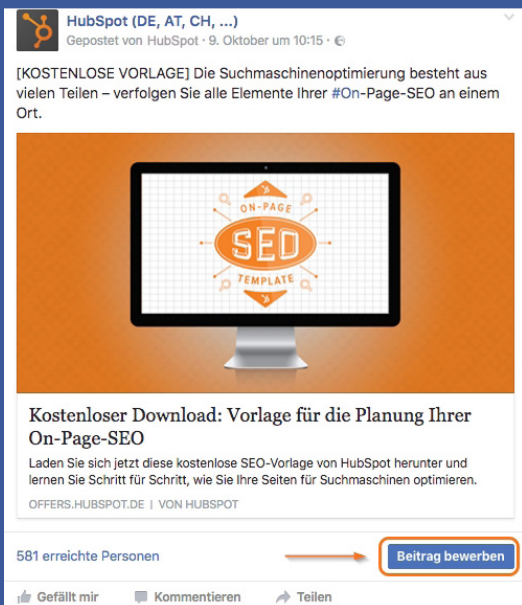 HubSpot (DE, AT, CH, ...)
Gepostet von HubSpot · 9. Oktober um 10:15 ·
[KOSTENLOSE VORLAGE] Die Suchmaschinenoptimierung besteht aus
vielen Teilen – verfolgen Sie alle Elemente Ihrer #On-Page-SEO an einem
Ort.
ON-PAGE
SEO
TEMPLATE
Kostenloser Download: Vorlage für die Planung Ihrer
On-Page-SEO
Laden Sie sich jetzt diese kostenlose SEO-Vorlage von HubSpot herunter und
lernen Sie Schritt für Schritt, wie Sie Ihre Seiten für Suchmaschinen optimieren.
OFFERS.HUBSPOT.DE | VON HUBSPOT
581 erreichte Personen
Beitrag bewerben
Gefällt mir Kommentieren Teilen